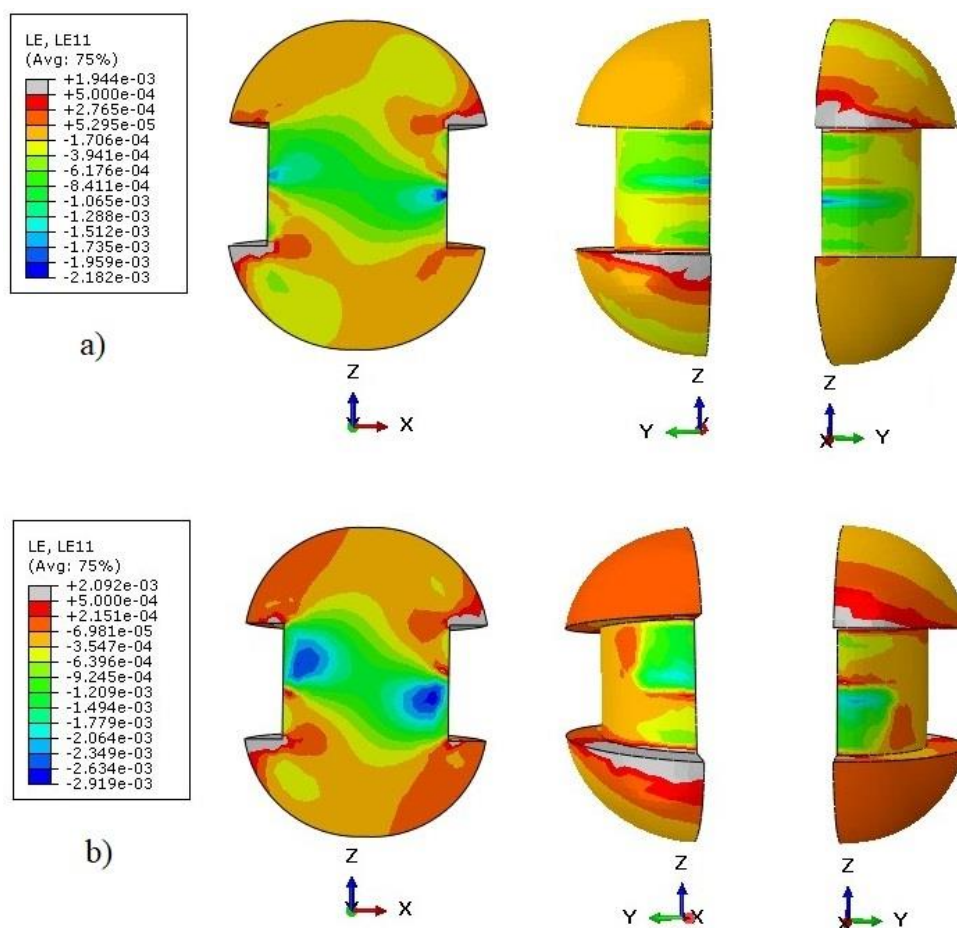 LE, LE11
(Avg: 75%)
+1.944e-03
+5.000e-04
+2.765e-04
+5.295e-05
-1.706e-04
-3.941e-04
-6.176e-04
-8.411e-04
-1.065e-03
-1.288e-03
-1.512e-03
-1.735e-03
-1.959e-03
-2.182e-03
a)
Z
X
Z
Y
X
Z
X
Y
LE, LE11
(Avg: 75%)
+2.092e-03
+5.000e-04
+2.151e-04
-6.981e-05
-3.547e-04
-6.396e-04
-9.245e-04
-1.209e-03
-1.494e-03
-1.779e-03
-2.064e-03
-2.349e-03
-2.634e-03
-2.919e-03
b)
Z
X
Z
Y
X
Z
X
Y